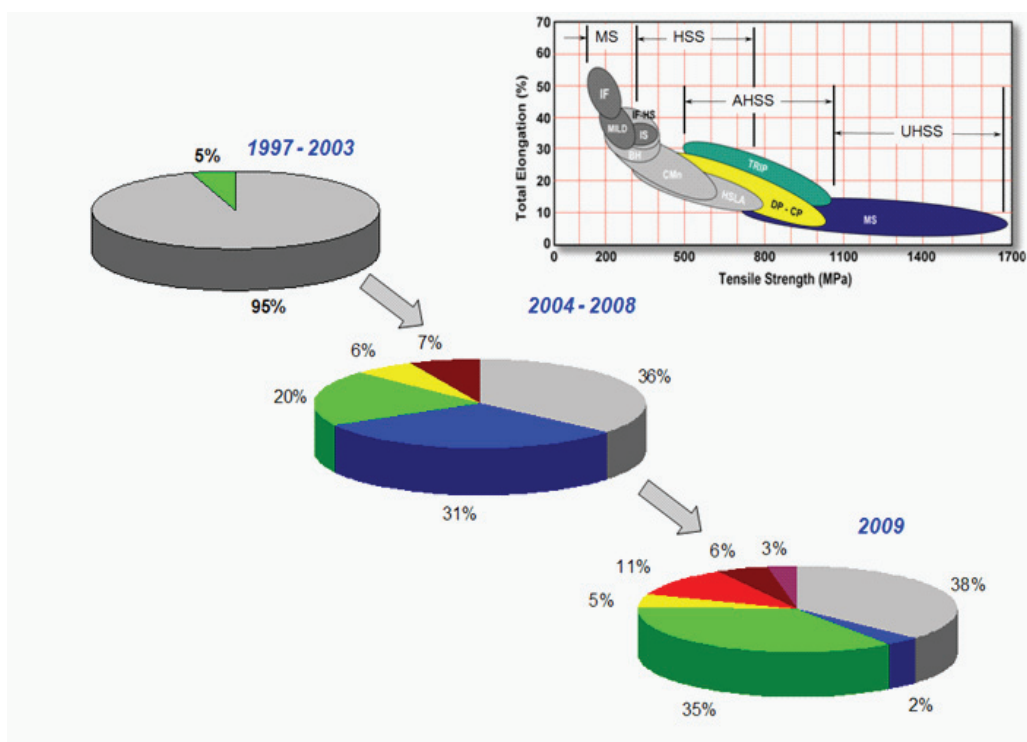 70
60
50
40
30
20
10
0
Total Elongation (%)
MS
HSS
AHSS
UHSS
IF
IF-HS
MILD
IS
BH
CMn
HSLA
TRIP
DP - CP
MS
0 200 500 800 1100 1400 1700
Tensile Strength (MPa)
1997 - 2003
5%
95%
2004 - 2008
7%
6%
36%
20%
31%
2009
3%
6%
11%
38%
5%
2%
35%